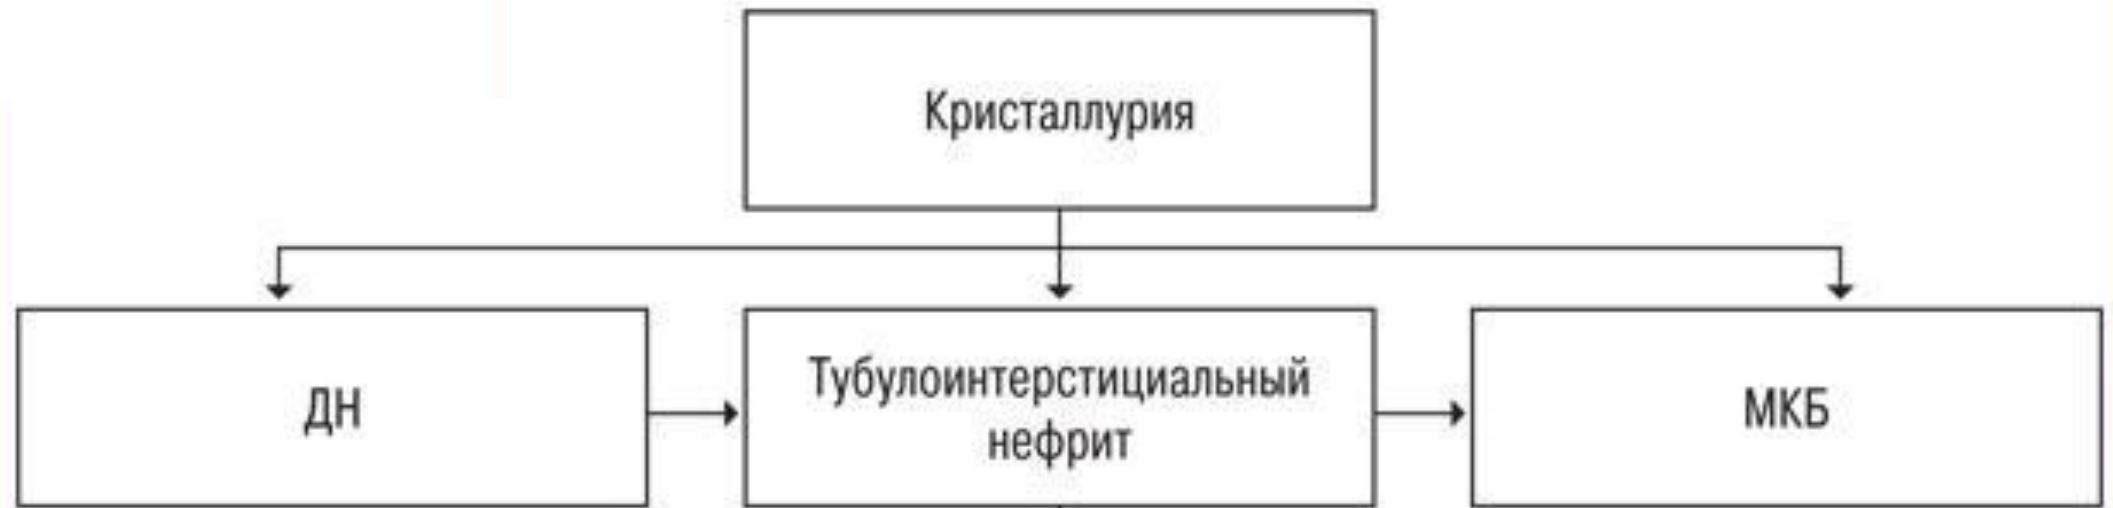 Кристаллурия
ДН
Тубулоинтерстициальный
нефрит
МКБ